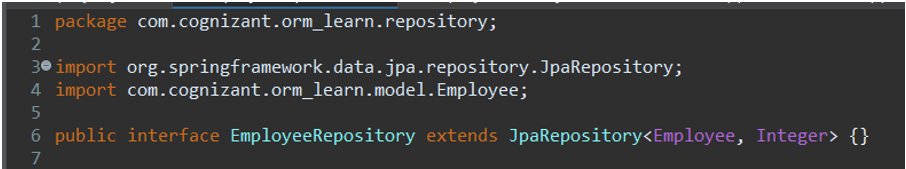 1 package com.cognizant.orm_learn.repository;
2
3 import org.springframework.data.jpa.repository.JpaRepository;
4 import com.cognizant.orm_learn.model.Employee;
5
6 public interface EmployeeRepository extends JpaRepository<Employee, Integer> {}
7